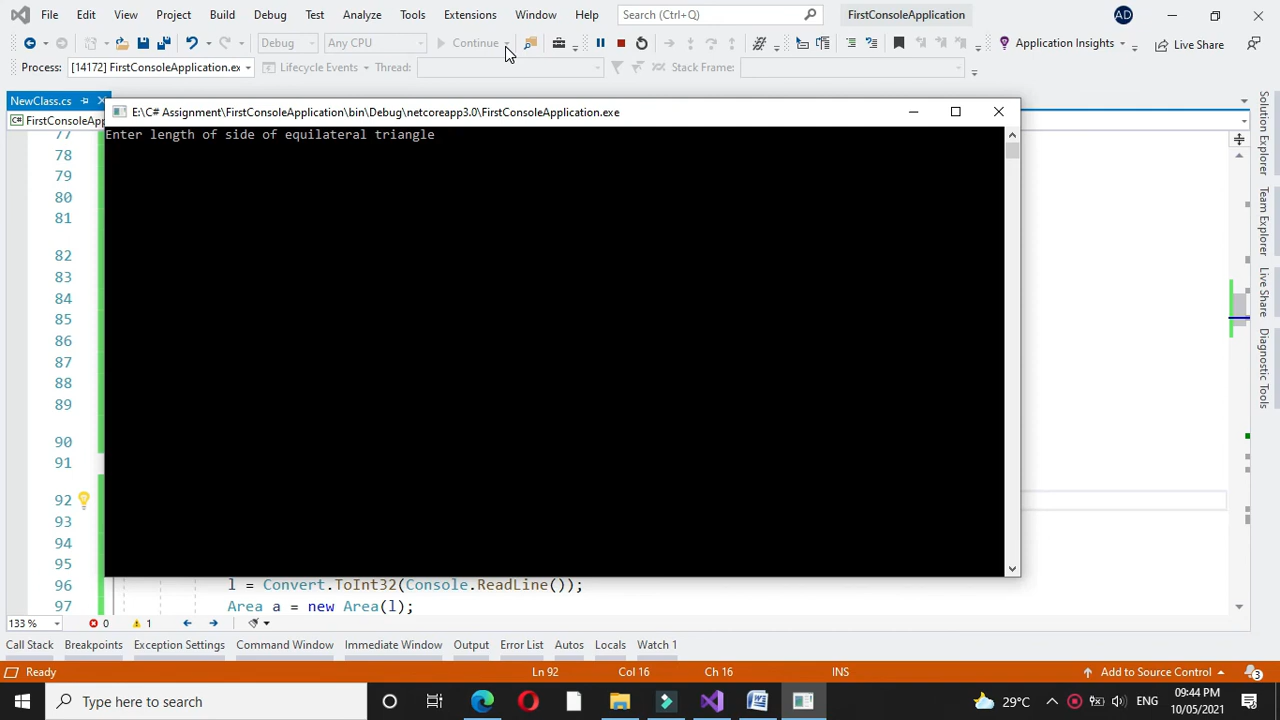 File Edit View Project Build Debug Test Analyze Tools Extensions Window Help Search (Ctrl+Q) FirstConsoleApplication AD
Debug Any CPU Continue Application Insights Live Share
Process: [14172] FirstConsoleApplication.ex Lifecycle Events Thread: Stack Frame:
NewClass.cs
C# FirstConsoleApp
E:\C# Assignment\FirstConsoleApplication\bin\Debug\netcoreapp3.0\FirstConsoleApplication.exe
Enter length of side of equilateral triangle
77
78
79
80
81
82
83
84
85
86
87
88
89
90
91
92
93
94
95
96 l = Convert.ToInt32(Console.ReadLine());
97 Area a = new Area(l);
Solution Explorer
Team Explorer
Live Share
Diagnostic Tools
133 % 0 1
Call Stack Breakpoints Exception Settings Command Window Immediate Window Output Error List Autos Locals Watch 1
Ready Ln 92 Col 16 Ch 16 INS Add to Source Control 3
Type here to search 29°C ENG 09:44 PM
10/05/2021